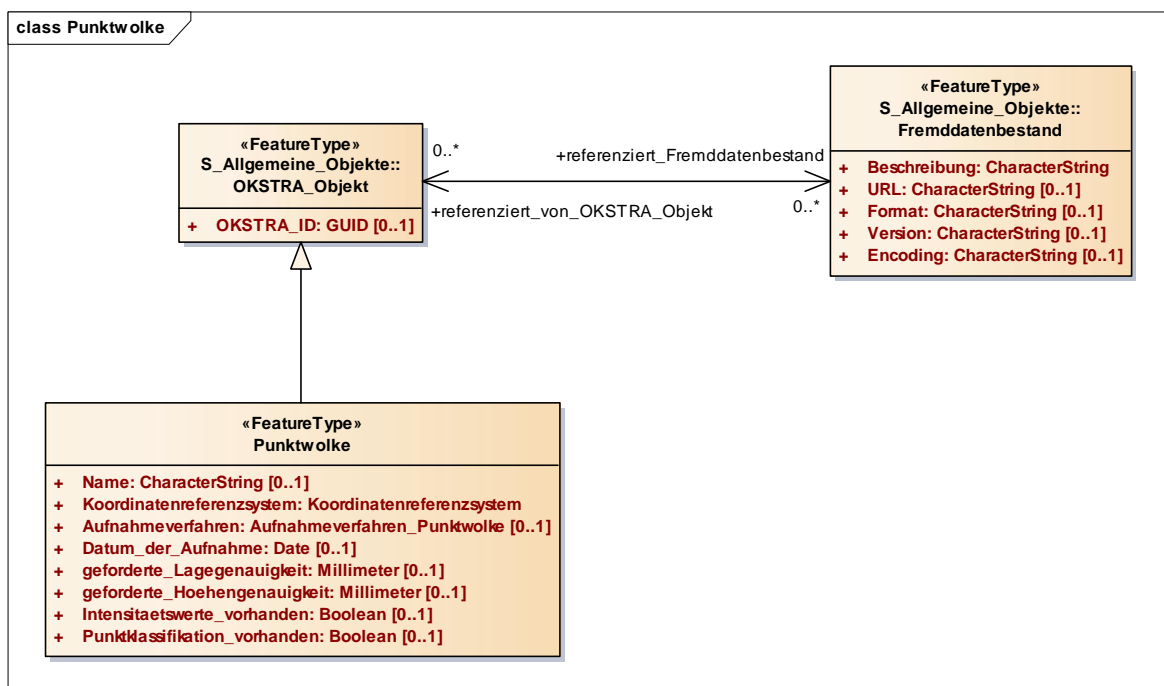 class Punktwolke
«FeatureType»
S_Allgemeine_Objekte::
OKSTRA_Objekt
+ OKSTRA_ID: GUID [0..1]
0..*
+referenziert_Fremddatenbestand
+referenziert_von_OKSTRA_Objekt
0..*
«FeatureType»
S_Allgemeine_Objekte::
Fremddatenbestand
+ Beschreibung: CharacterString
+ URL: CharacterString [0..1]
+ Format: CharacterString [0..1]
+ Version: CharacterString [0..1]
+ Encoding: CharacterString [0..1]
«FeatureType»
Punktwolke
+ Name: CharacterString [0..1]
+ Koordinatenreferenzsystem: Koordinatenreferenzsystem
+ Aufnahmeverfahren: Aufnahmeverfahren_Punktwolke [0..1]
+ Datum_der_Aufnahme: Date [0..1]
+ geforderte_Lagegenauigkeit: Millimeter [0..1]
+ geforderte_Hoehengenauigkeit: Millimeter [0..1]
+ Intensitaetswerte_vorhanden: Boolean [0..1]
+ Punktklassifikation_vorhanden: Boolean [0..1]